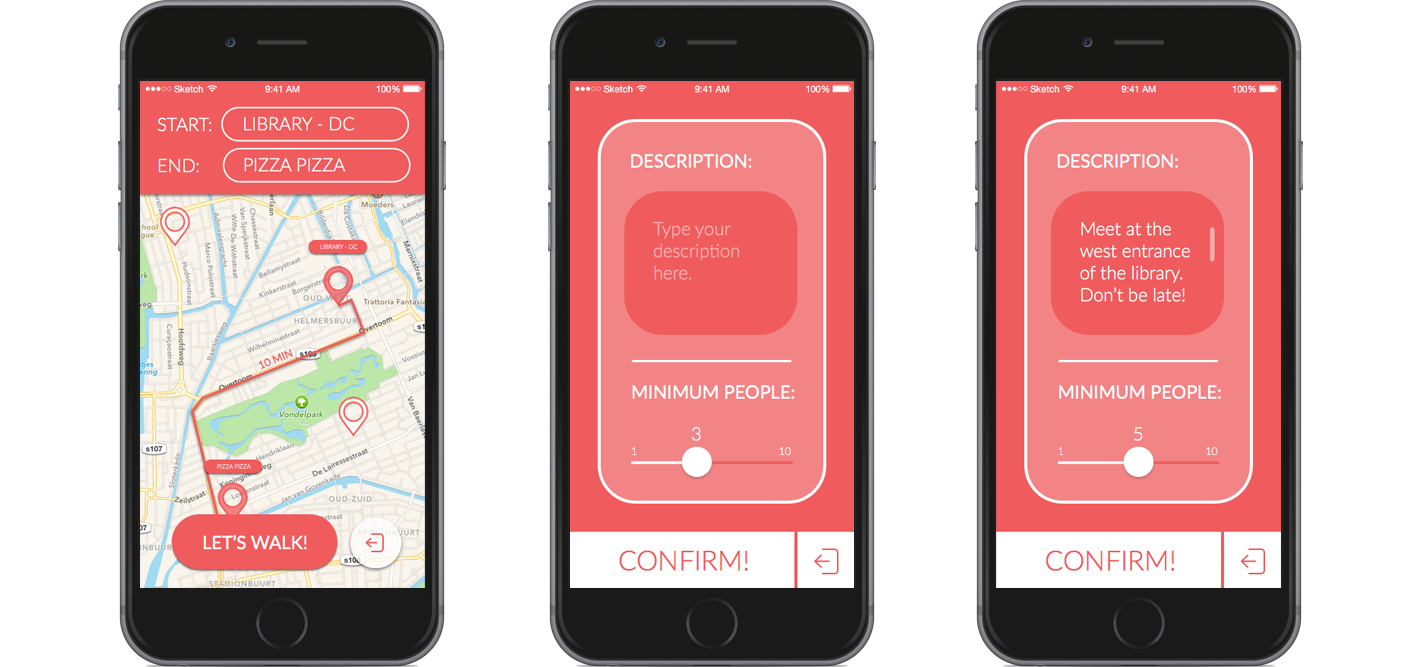 Sketch 9:41 AM 100%
START: LIBRARY - DC
END: PIZZA PIZZA
Moeders
LIBRARY - DC
Bellamystraat
Kinkerstraat
Borgerstraat
Trattoria Fantasia
HELMERSBUURT
Overtoom
Wilhelminastraat
10 MIN
s106
Overtoom
Vondelpark
s107
PIZZA PIZZA
De Lairessestraat
Zeilstraat
Jan van Goyenkade
OUD-ZUID
LET'S WALK!
STADIONBUURT
Sketch 9:41 AM 100%
DESCRIPTION:
Type your
description
here.
MINIMUM PEOPLE:
3
1 10
CONFIRM!
Sketch 9:41 AM 100%
DESCRIPTION:
Meet at the
west entrance
of the library.
Don't be late!
MINIMUM PEOPLE:
5
1 10
CONFIRM!